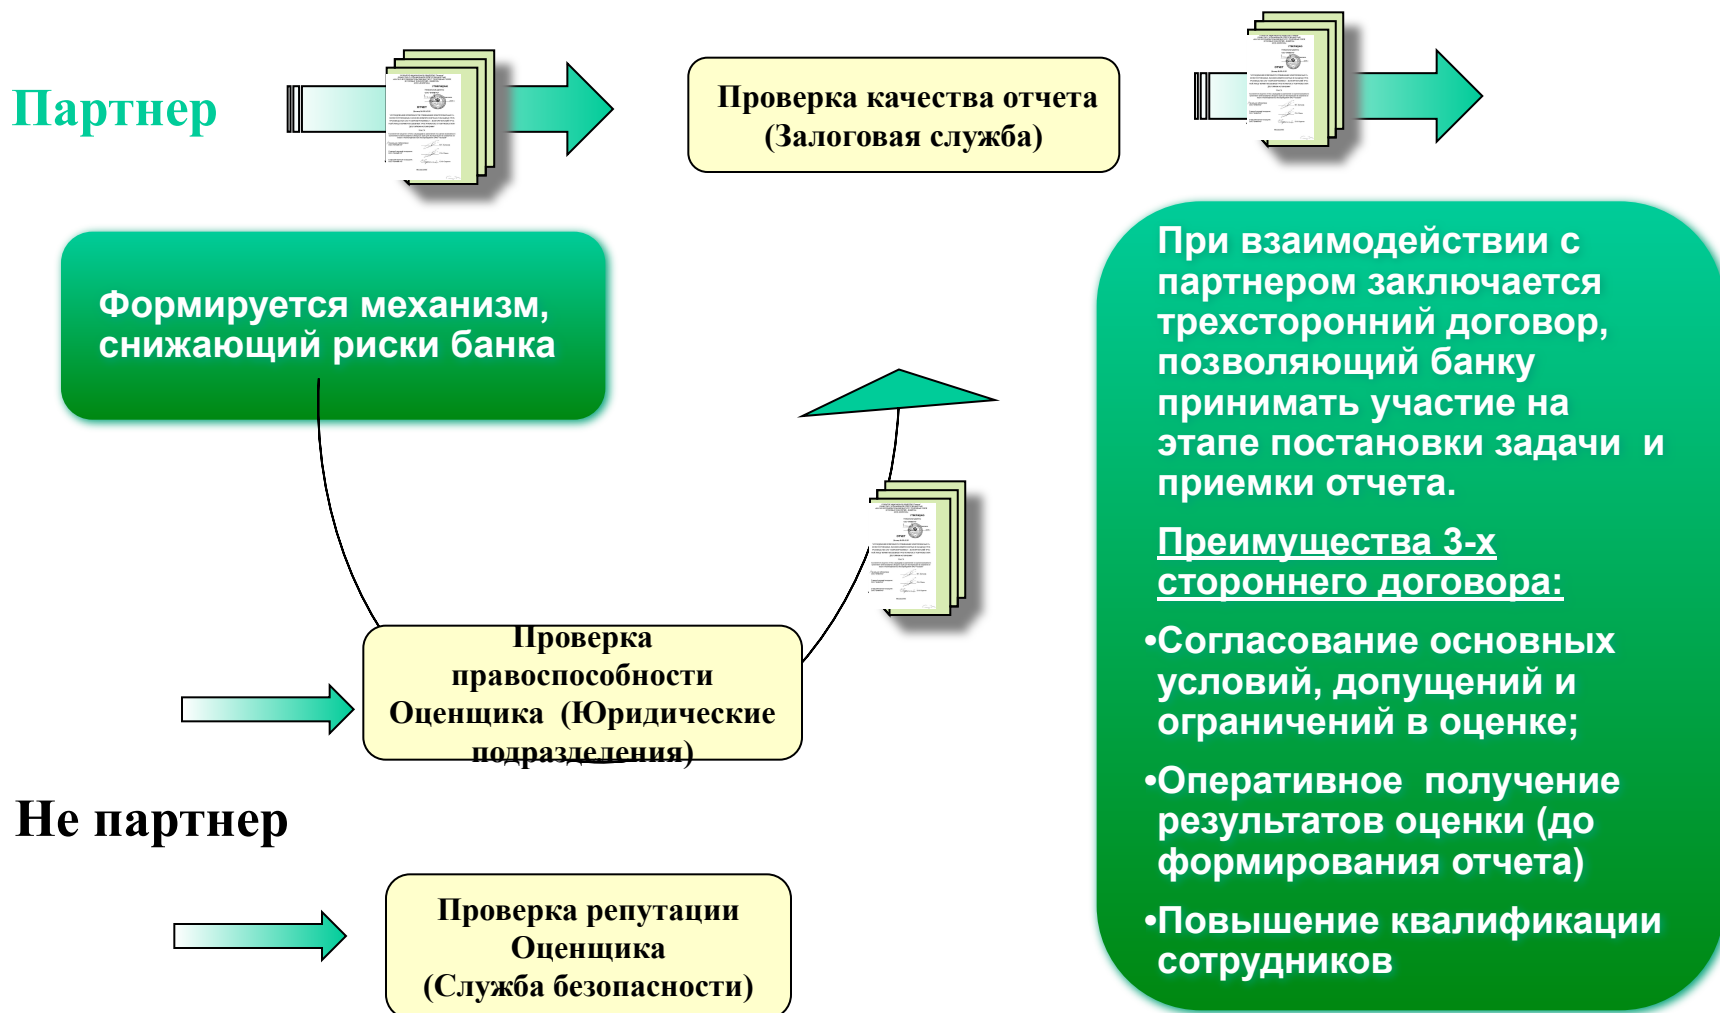 Партнер
Проверка качества отчета
(Залоговая служба)
Формируется механизм,
снижающий риски банка
При взаимодействии с
партнером заключается
трехсторонний договор,
позволяющий банку
принимать участие на
этапе постановки задачи и
приемки отчета.
Преимущества 3-х
стороннего договора:
•Согласование основных
условий, допущений и
ограничений в оценке;
•Оперативное получение
результатов оценки (до
формирования отчета)
•Повышение квалификации
сотрудников
Проверка
правоспособности
Оценщика (Юридические
подразделения)
Не партнер
Проверка репутации
Оценщика
(Служба безопасности)